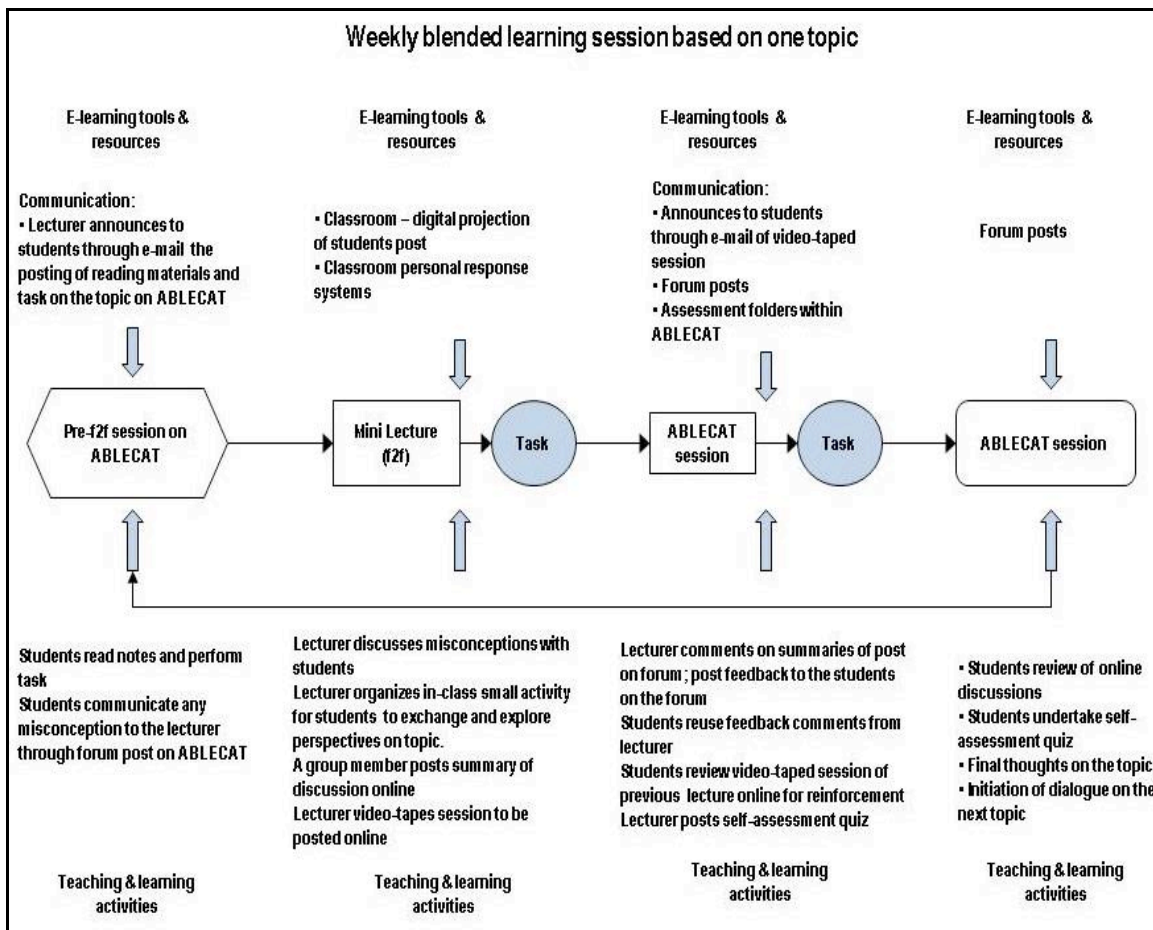 Weekly blended learning session based on one topic
E-learning tools &
resources
E-learning tools &
resources
E-learning tools &
resources
E-learning tools &
resources
Communication:
▪ Lecturer announces to
students through e-mail the
posting of reading materials and
task on the topic on ABLECAT
▪ Classroom – digital projection
of students post
▪ Classroom personal response
systems
Communication:
▪ Announces to students
through e-mail of video-taped
session
▪ Forum posts
▪ Assessment folders within
ABLECAT
Forum posts
Pre-f2f session on
ABLECAT
Mini Lecture
(f2f)
Task
ABLECAT
session
Task
ABLECAT session
Students read notes and perform
task
Students communicate any
misconception to the lecturer
through forum post on ABLECAT
Lecturer discusses misconceptions with
students
Lecturer organizes in-class small activity
for students to exchange and explore
perspectives on topic.
A group member posts summary of
discussion online
Lecturer video-tapes session to be
posted online
Lecturer comments on summaries of post
on forum; post feedback to the students
on the forum
Students reuse feedback comments from
lecturer
Students review video-taped session of
previous lecture online for reinforcement
Lecturer posts self-assessment quiz
▪ Students review of online
discussions
▪ Students undertake self-
assessment quiz
▪ Final thoughts on the topic
▪ Initiation of dialogue on the
next topic
Teaching & learning
activities
Teaching & learning
activities
Teaching & learning
activities
Teaching & learning
activities